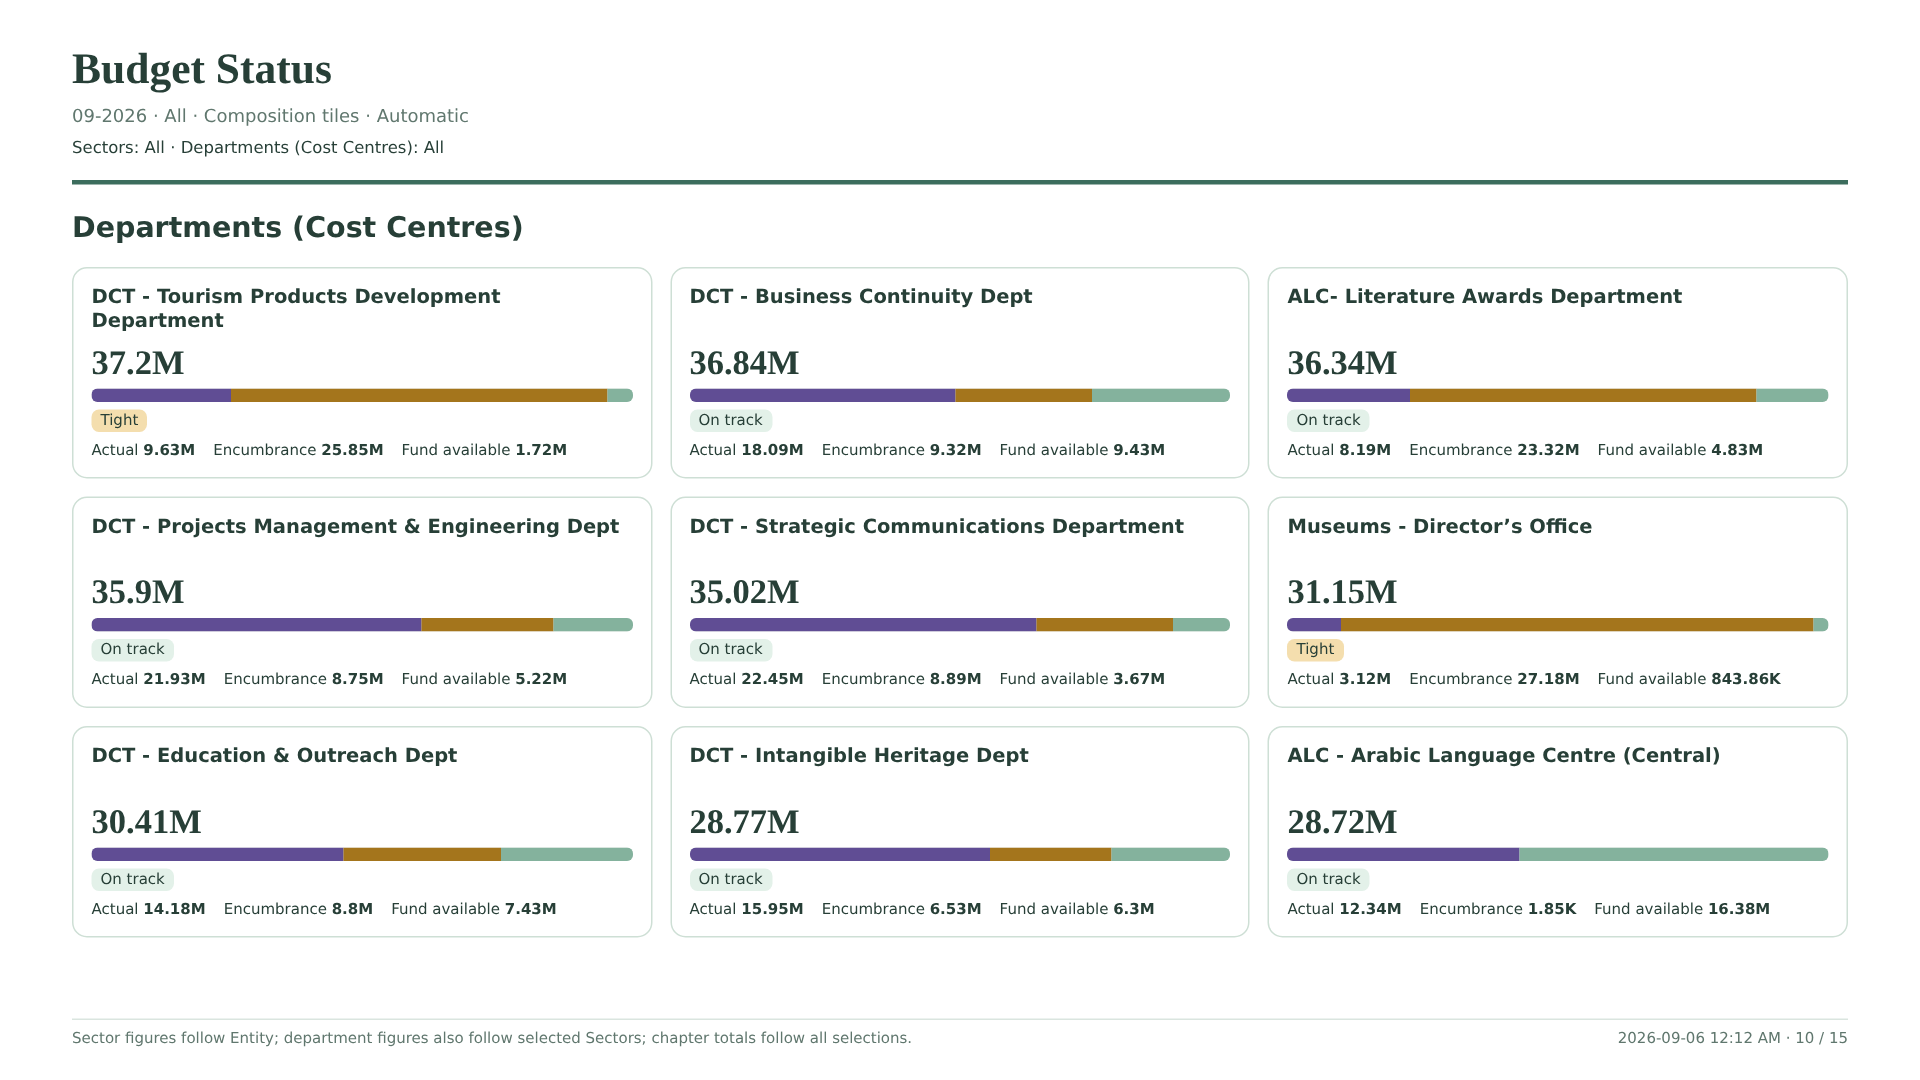 Budget Status
09-2026 · All · Composition tiles · Automatic
Sectors: All · Departments (Cost Centres): All
Departments (Cost Centres)
DCT - Tourism Products Development
Department
37.2M
Tight
Actual 9.63M Encumbrance 25.85M Fund available 1.72M
DCT - Business Continuity Dept
36.84M
On track
Actual 18.09M Encumbrance 9.32M Fund available 9.43M
ALC- Literature Awards Department
36.34M
On track
Actual 8.19M Encumbrance 23.32M Fund available 4.83M
DCT - Projects Management & Engineering Dept
35.9M
On track
Actual 21.93M Encumbrance 8.75M Fund available 5.22M
DCT - Strategic Communications Department
35.02M
On track
Actual 22.45M Encumbrance 8.89M Fund available 3.67M
Museums - Director’s Office
31.15M
Tight
Actual 3.12M Encumbrance 27.18M Fund available 843.86K
DCT - Education & Outreach Dept
30.41M
On track
Actual 14.18M Encumbrance 8.8M Fund available 7.43M
DCT - Intangible Heritage Dept
28.77M
On track
Actual 15.95M Encumbrance 6.53M Fund available 6.3M
ALC - Arabic Language Centre (Central)
28.72M
On track
Actual 12.34M Encumbrance 1.85K Fund available 16.38M
Sector figures follow Entity; department figures also follow selected Sectors; chapter totals follow all selections.
2026-09-06 12:12 AM · 10 / 15